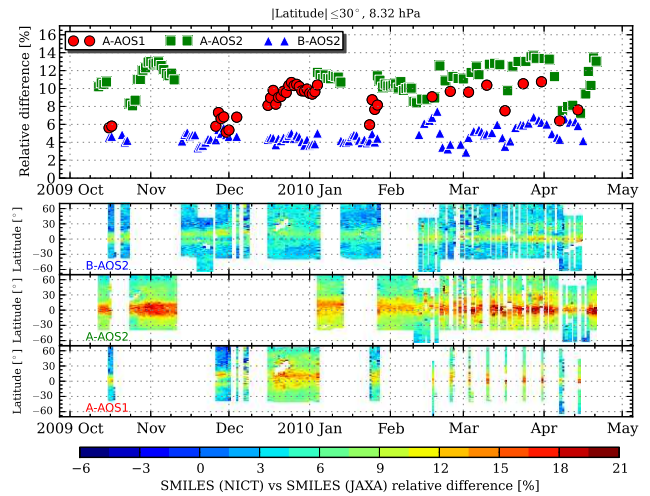 |Latitude| ≤30°, 8.32 hPa
Relative difference [%]
16
14
12
10
8
6
4
2
0
A-AOS1 A-AOS2 B-AOS2
2009 Oct Nov Dec 2010 Jan Feb Mar Apr May
Latitude [°]
60
30
0
−30
−60
B-AOS2
Latitude [°]
60
30
0
−30
−60
A-AOS2
Latitude [°]
60
30
0
−30
−60
A-AOS1
2009 Oct Nov Dec 2010 Jan Feb Mar Apr May
−6 −3 0 3 6 9 12 15 18 21
SMILES (NICT) vs SMILES (JAXA) relative difference [%]